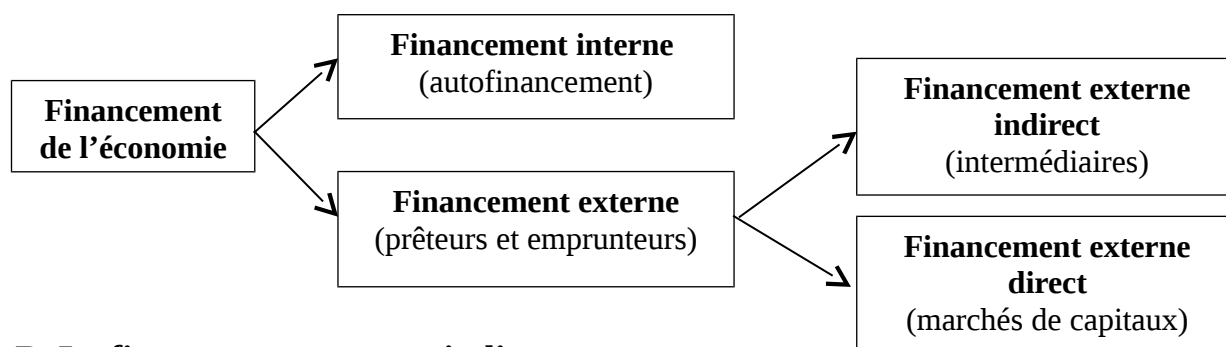 Financement
de l’économie
Financement interne
(autofinancement)
Financement externe
(prêteurs et emprunteurs)
Financement externe
indirect
(intermédiaires)
Financement externe
direct
(marchés de capitaux)